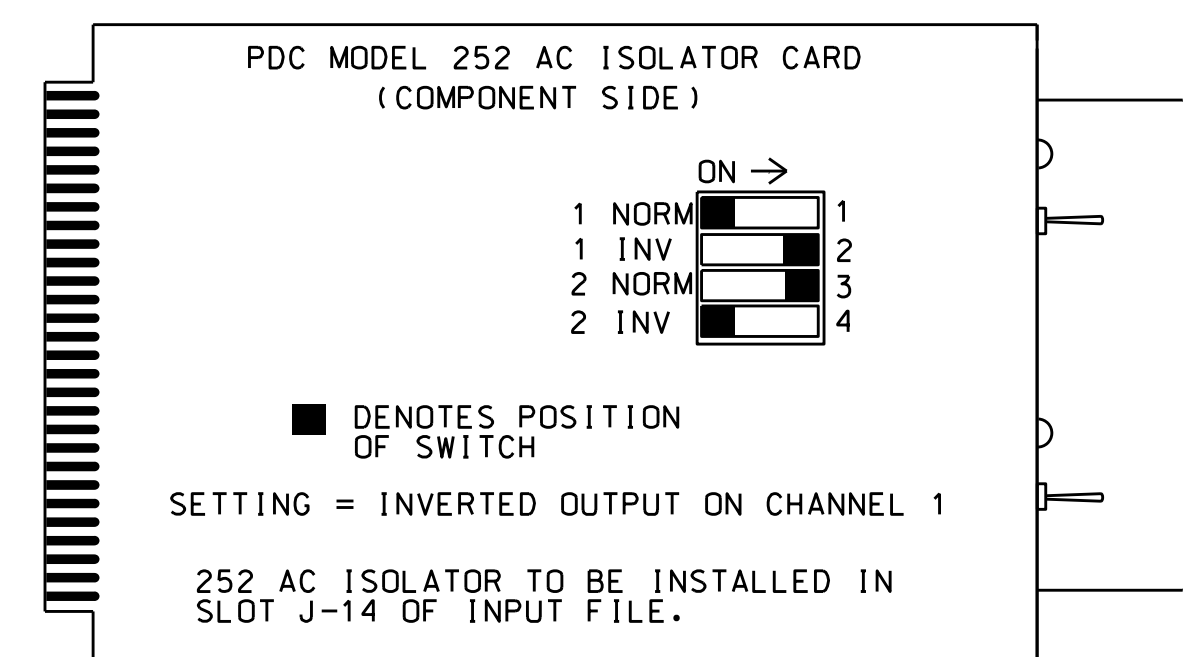 PDC MODEL 252 AC ISOLATOR CARD
(COMPONENT SIDE)
ON →
1 NORM 1
1 INV 2
2 NORM 3
2 INV 4
DENOTES POSITION
OF SWITCH
SETTING = INVERTED OUTPUT ON CHANNEL 1
252 AC ISOLATOR TO BE INSTALLED IN
SLOT J-14 OF INPUT FILE.